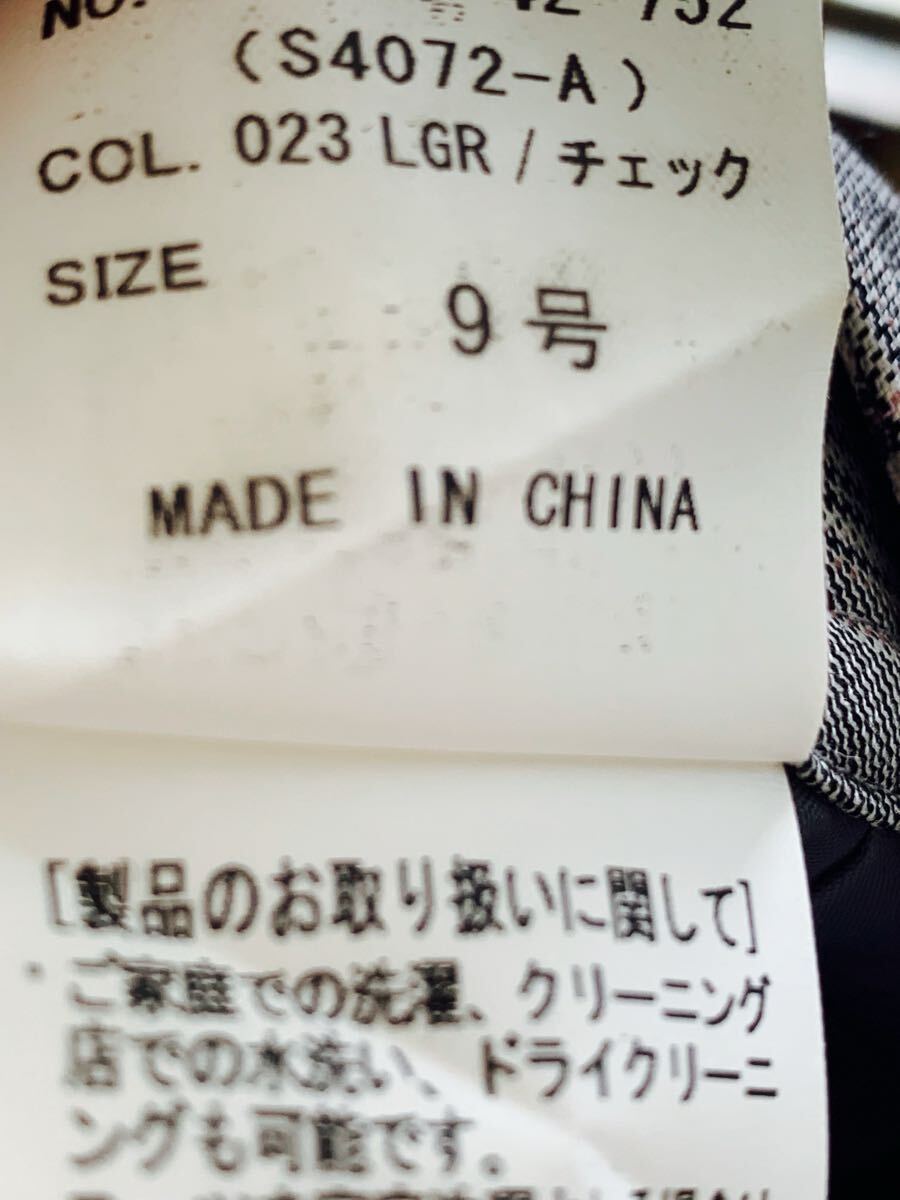 NO. 42-752
(S4072-A)
COL. 023 LGR / チェック
SIZE
9号
MADE IN CHINA
[製品のお取り扱いに関して]
・ご家庭での洗濯、クリーニング
店での水洗い、ドライクリーニ
ングも可能です。